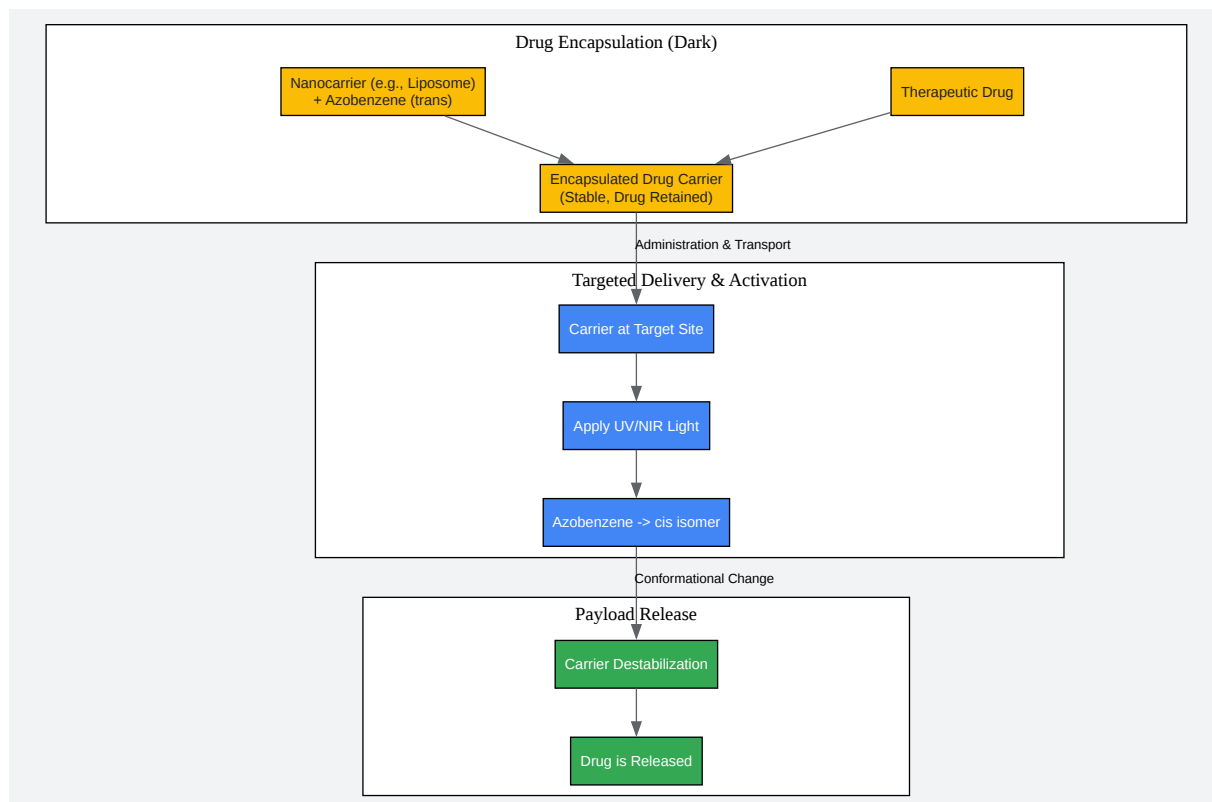 Drug Encapsulation (Dark)
Nanocarrier (e.g., Liposome)
+ Azobenzene (trans)
Therapeutic Drug
Encapsulated Drug Carrier
(Stable, Drug Retained)
Administration & Transport
Targeted Delivery & Activation
Carrier at Target Site
Apply UV/NIR Light
Azobenzene -> cis isomer
Conformational Change
Payload Release
Carrier Destabilization
Drug is Released